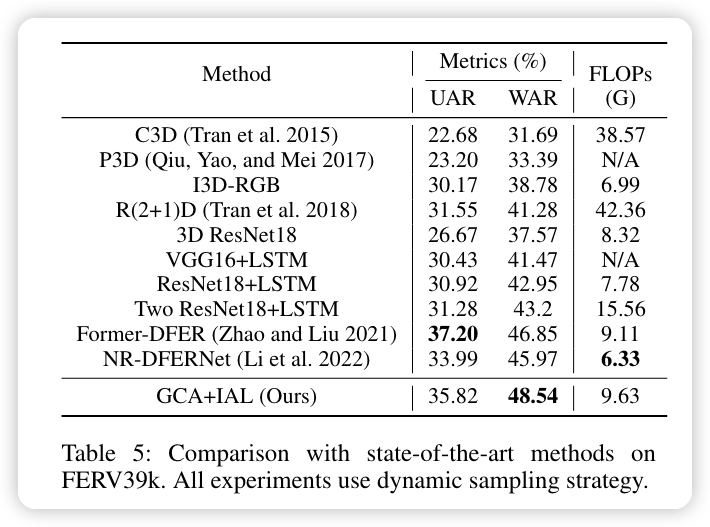 Method Metrics (%) FLOPs (G)
UAR WAR
C3D (Tran et al. 2015) 22.68 31.69 38.57
P3D (Qiu, Yao, and Mei 2017) 23.20 33.39 N/A
I3D-RGB 30.17 38.78 6.99
R(2+1)D (Tran et al. 2018) 31.55 41.28 42.36
3D ResNet18 26.67 37.57 8.32
VGG16+LSTM 30.43 41.47 N/A
ResNet18+LSTM 30.92 42.95 7.78
Two ResNet18+LSTM 31.28 43.2 15.56
Former-DFER (Zhao and Liu 2021) 37.20 46.85 9.11
NR-DFERNet (Li et al. 2022) 33.99 45.97 6.33
GCA+IAL (Ours) 35.82 48.54 9.63
Table 5: Comparison with state-of-the-art methods on
FERV39k. All experiments use dynamic sampling strategy.